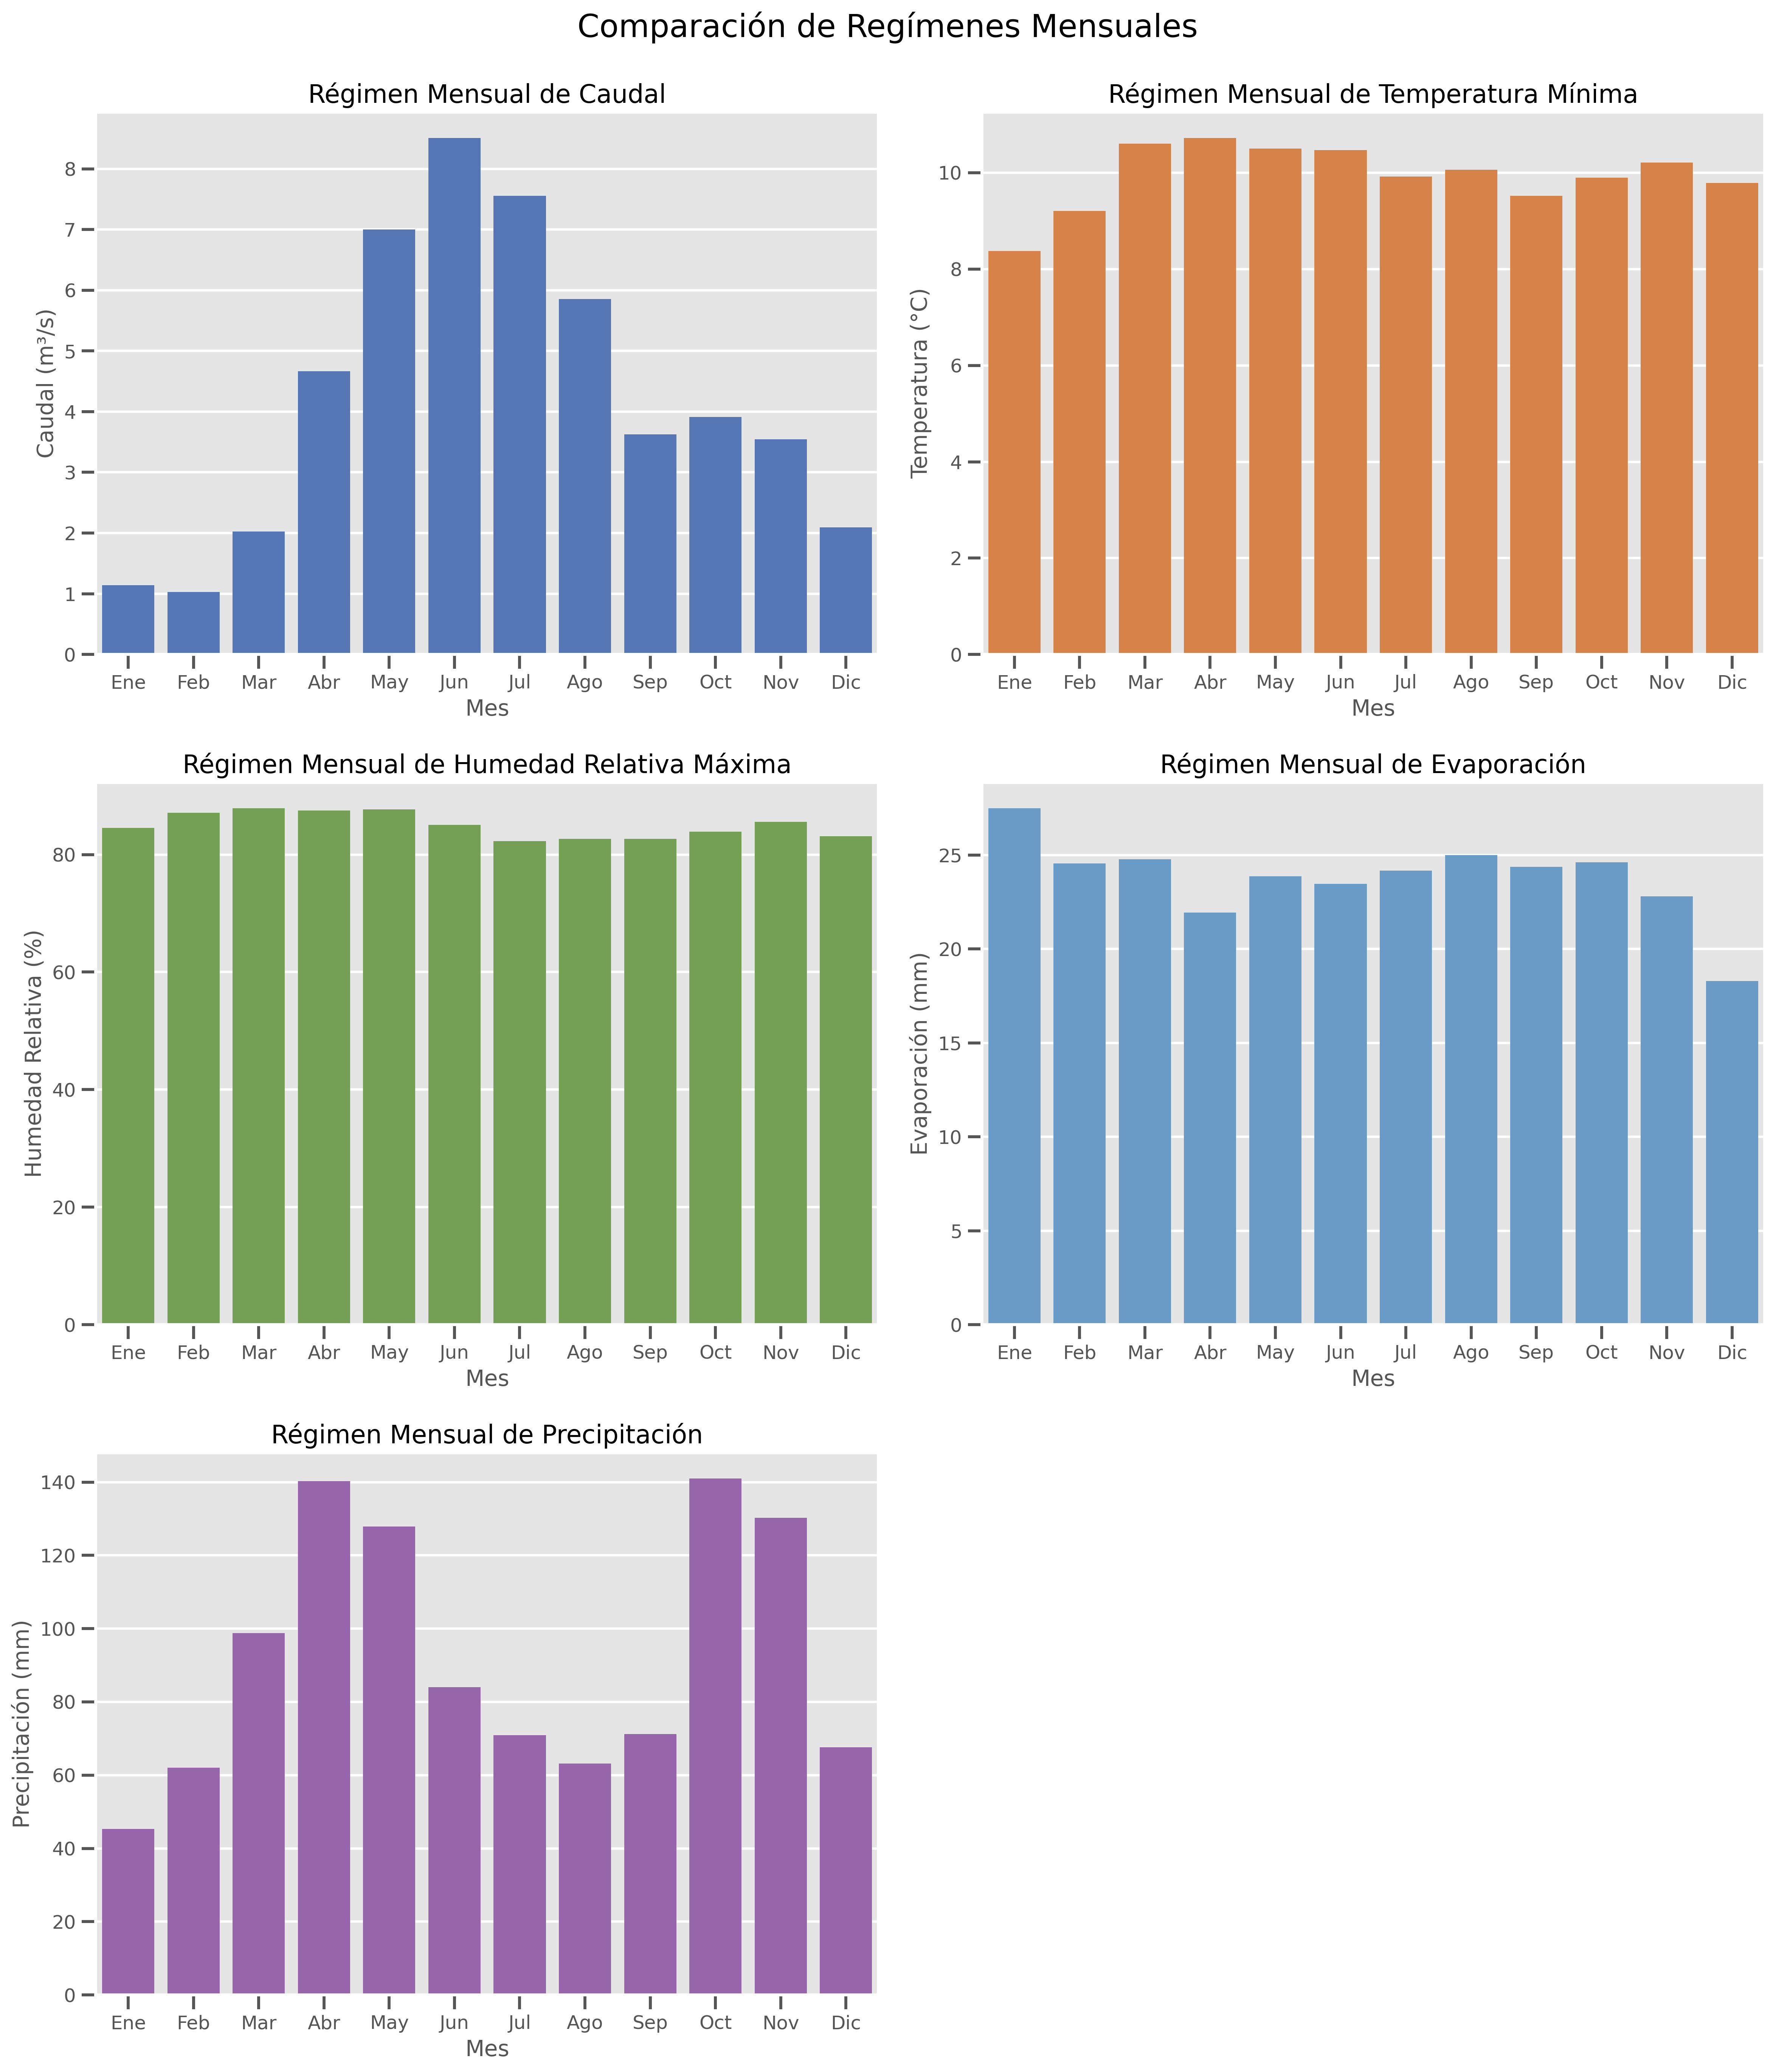 Comparación de Regímenes Mensuales
Régimen Mensual de Caudal
Caudal (m³/s)
8
7
6
5
4
3
2
1
0
Ene Feb Mar Abr May Jun Jul Ago Sep Oct Nov Dic
Mes
Régimen Mensual de Temperatura Mínima
Temperatura (°C)
10
8
6
4
2
0
Ene Feb Mar Abr May Jun Jul Ago Sep Oct Nov Dic
Mes
Régimen Mensual de Humedad Relativa Máxima
Humedad Relativa (%)
80
60
40
20
0
Ene Feb Mar Abr May Jun Jul Ago Sep Oct Nov Dic
Mes
Régimen Mensual de Evaporación
Evaporación (mm)
25
20
15
10
5
0
Ene Feb Mar Abr May Jun Jul Ago Sep Oct Nov Dic
Mes
Régimen Mensual de Precipitación
Precipitación (mm)
140
120
100
80
60
40
20
0
Ene Feb Mar Abr May Jun Jul Ago Sep Oct Nov Dic
Mes